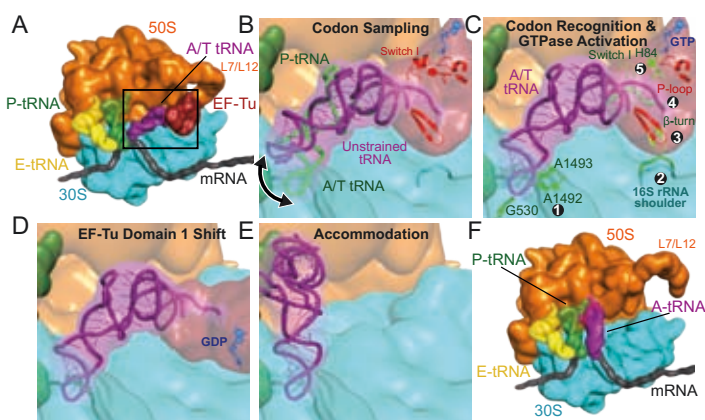 A
50S
A/T tRNA
L7/L12
P-tRNA
EF-Tu
E-tRNA
30S
mRNA
B
Codon Sampling
P-tRNA
Switch I
Unstrained
tRNA
A/T tRNA
C
Codon Recognition &
GTPase Activation
GTP
Switch I
H84
5
A/T
tRNA
P-loop
4
β-turn
3
A1493
2
A1492
16S rRNA
shoulder
G530
1
D
EF-Tu Domain 1 Shift
GDP
E
Accommodation
F
50S
L7/L12
P-tRNA
A-tRNA
E-tRNA
mRNA
30S